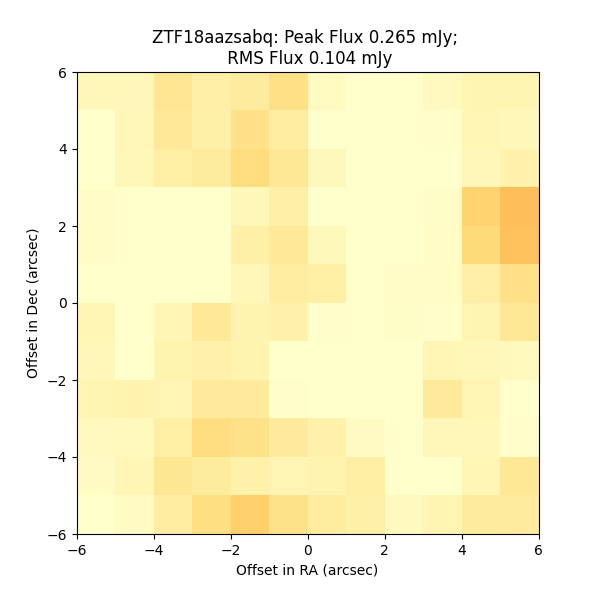 ZTF18aazsabq: Peak Flux 0.265 mJy;
RMS Flux 0.104 mJy
6
4
2
0
−2
−4
−6
Offset in Dec (arcsec)
−6 −4 −2 0 2 4 6
Offset in RA (arcsec)